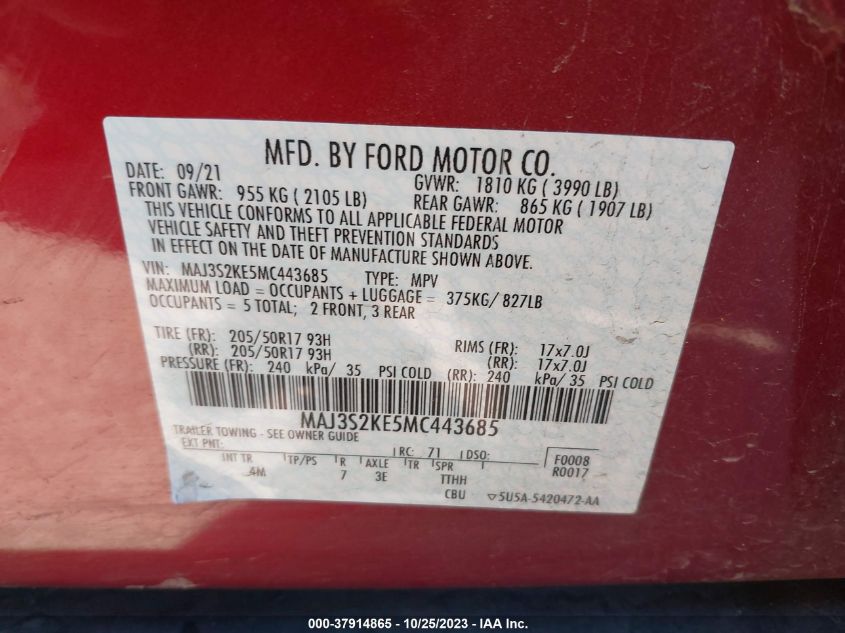 MFD. BY FORD MOTOR CO.
DATE: 09/21 GVWR: 1810 KG ( 3990 LB)
FRONT GAWR: 955 KG ( 2105 LB) REAR GAWR: 865 KG ( 1907 LB)
THIS VEHICLE CONFORMS TO ALL APPLICABLE FEDERAL MOTOR
VEHICLE SAFETY AND THEFT PREVENTION STANDARDS
IN EFFECT ON THE DATE OF MANUFACTURE SHOWN ABOVE.
VIN: MAJ3S2KE5MC443685 TYPE: MPV
MAXIMUM LOAD = OCCUPANTS + LUGGAGE = 375KG/ 827LB
OCCUPANTS = 5 TOTAL; 2 FRONT, 3 REAR
TIRE (FR): 205/50R17 93H RIMS (FR): 17x7.0J
(RR): 205/50R17 93H (RR): 17x7.0J
PRESSURE (FR): 240 kPa/ 35 PSI COLD (RR): 240 kPa/ 35 PSI COLD
MAJ3S2KE5MC443685
TRAILER TOWING - SEE OWNER GUIDE
EXT PNT: RC: 71 DSO: F0008
R0017
INT TR TP/PS R AXLE TR SPR
4M 7 3E TTHH
CBU ▽5U5A-5420472-AA
000-37914865 - 10/25/2023 - IAA Inc.